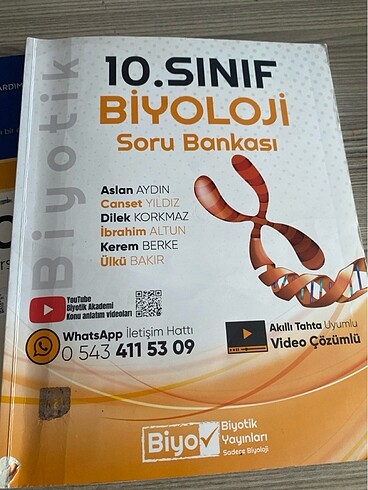 10.SINIF
BİYOLOJİ
Soru Bankası
Biyotik
Aslan AYDIN
Canset YILDIZ
Dilek KORKMAZ
İbrahim ALTUN
Kerem BERKE
Ülkü BAKIR
YouTube
Biyotik Akademi
Konu anlatım videoları
WhatsApp İletişim Hattı
0 543 411 53 09
Akıllı Tahta Uyumlu
Video Çözümlü
Biyo
Biyotik
Yayınları
Sadece Biyoloji